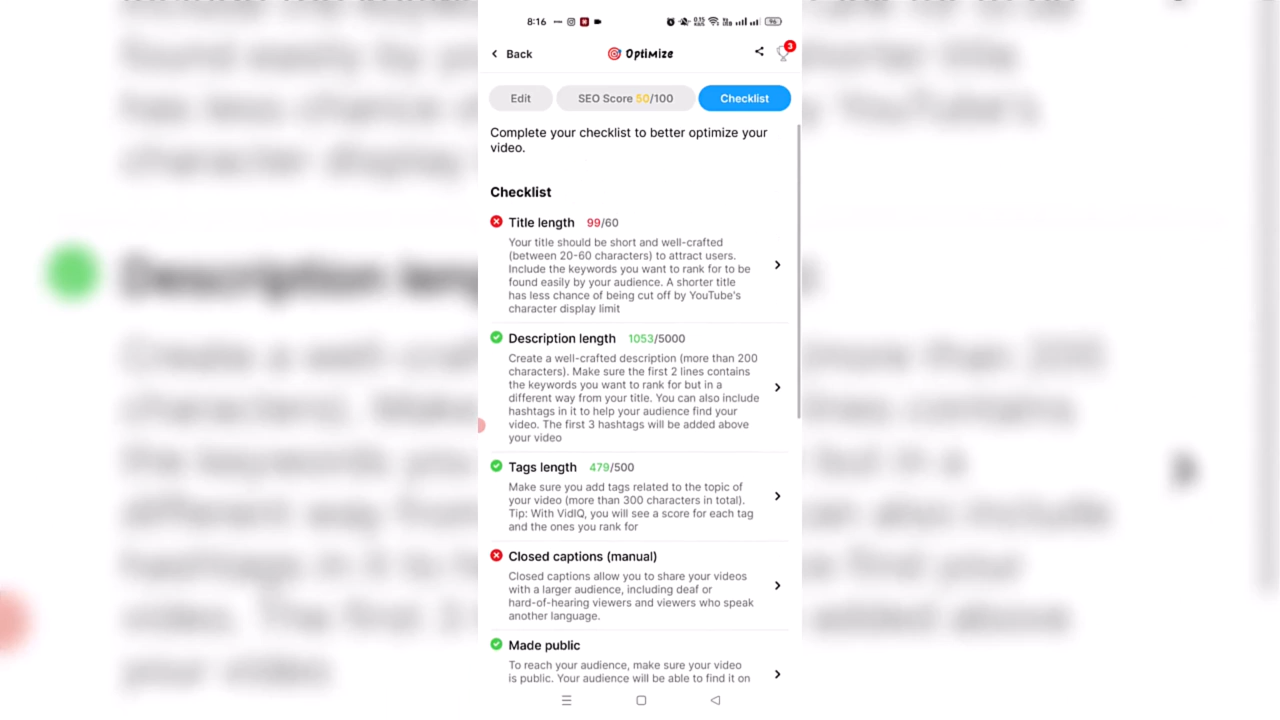 8:16
Back
Optimize
3
Edit
SEO Score 50/100
Checklist
Complete your checklist to better optimize your
video.
Checklist
Title length 99/60
Your title should be short and well-crafted
(between 20-60 characters) to attract users.
Include the keywords you want to rank for to be
found easily by your audience. A shorter title
has less chance of being cut off by YouTube's
character display limit
Description length 1053/5000
Create a well-crafted description (more than 200
characters). Make sure the first 2 lines contains
the keywords you want to rank for but in a
different way from your title. You can also include
hashtags in it to help your audience find your
video. The first 3 hashtags will be added above
your video
Tags length 479/500
Make sure you add tags related to the topic of
your video (more than 300 characters in total).
Tip: With VidIQ, you will see a score for each tag
and the ones you rank for
Closed captions (manual)
Closed captions allow you to share your videos
with a larger audience, including deaf or
hard-of-hearing viewers and viewers who speak
another language.
Made public
To reach your audience, make sure your video
is public. Your audience will be able to find it on